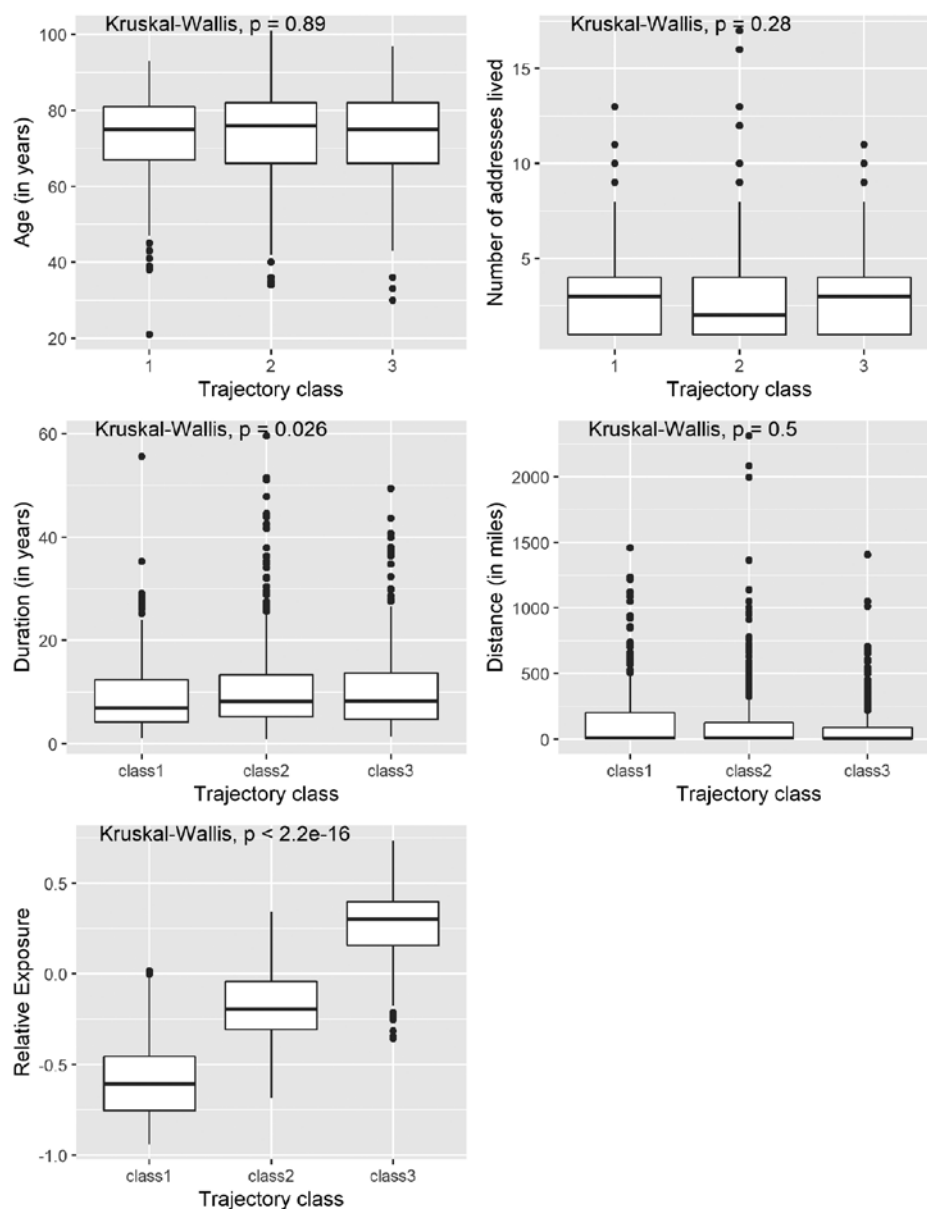 Kruskal-Wallis, p = 0.89
100
80
60
40
20
Age (in years)
1 2 3
Trajectory class
Kruskal-Wallis, p = 0.28
15
10
5
Number of addresses lived
1 2 3
Trajectory class
Kruskal-Wallis, p = 0.026
60
40
20
0
Duration (in years)
class1 class2 class3
Trajectory class
Kruskal-Wallis, p = 0.5
2000
1500
1000
500
0
Distance (in miles)
class1 class2 class3
Trajectory class
Kruskal-Wallis, p < 2.2e-16
0.5
0.0
-0.5
-1.0
Relative Exposure
class1 class2 class3
Trajectory class